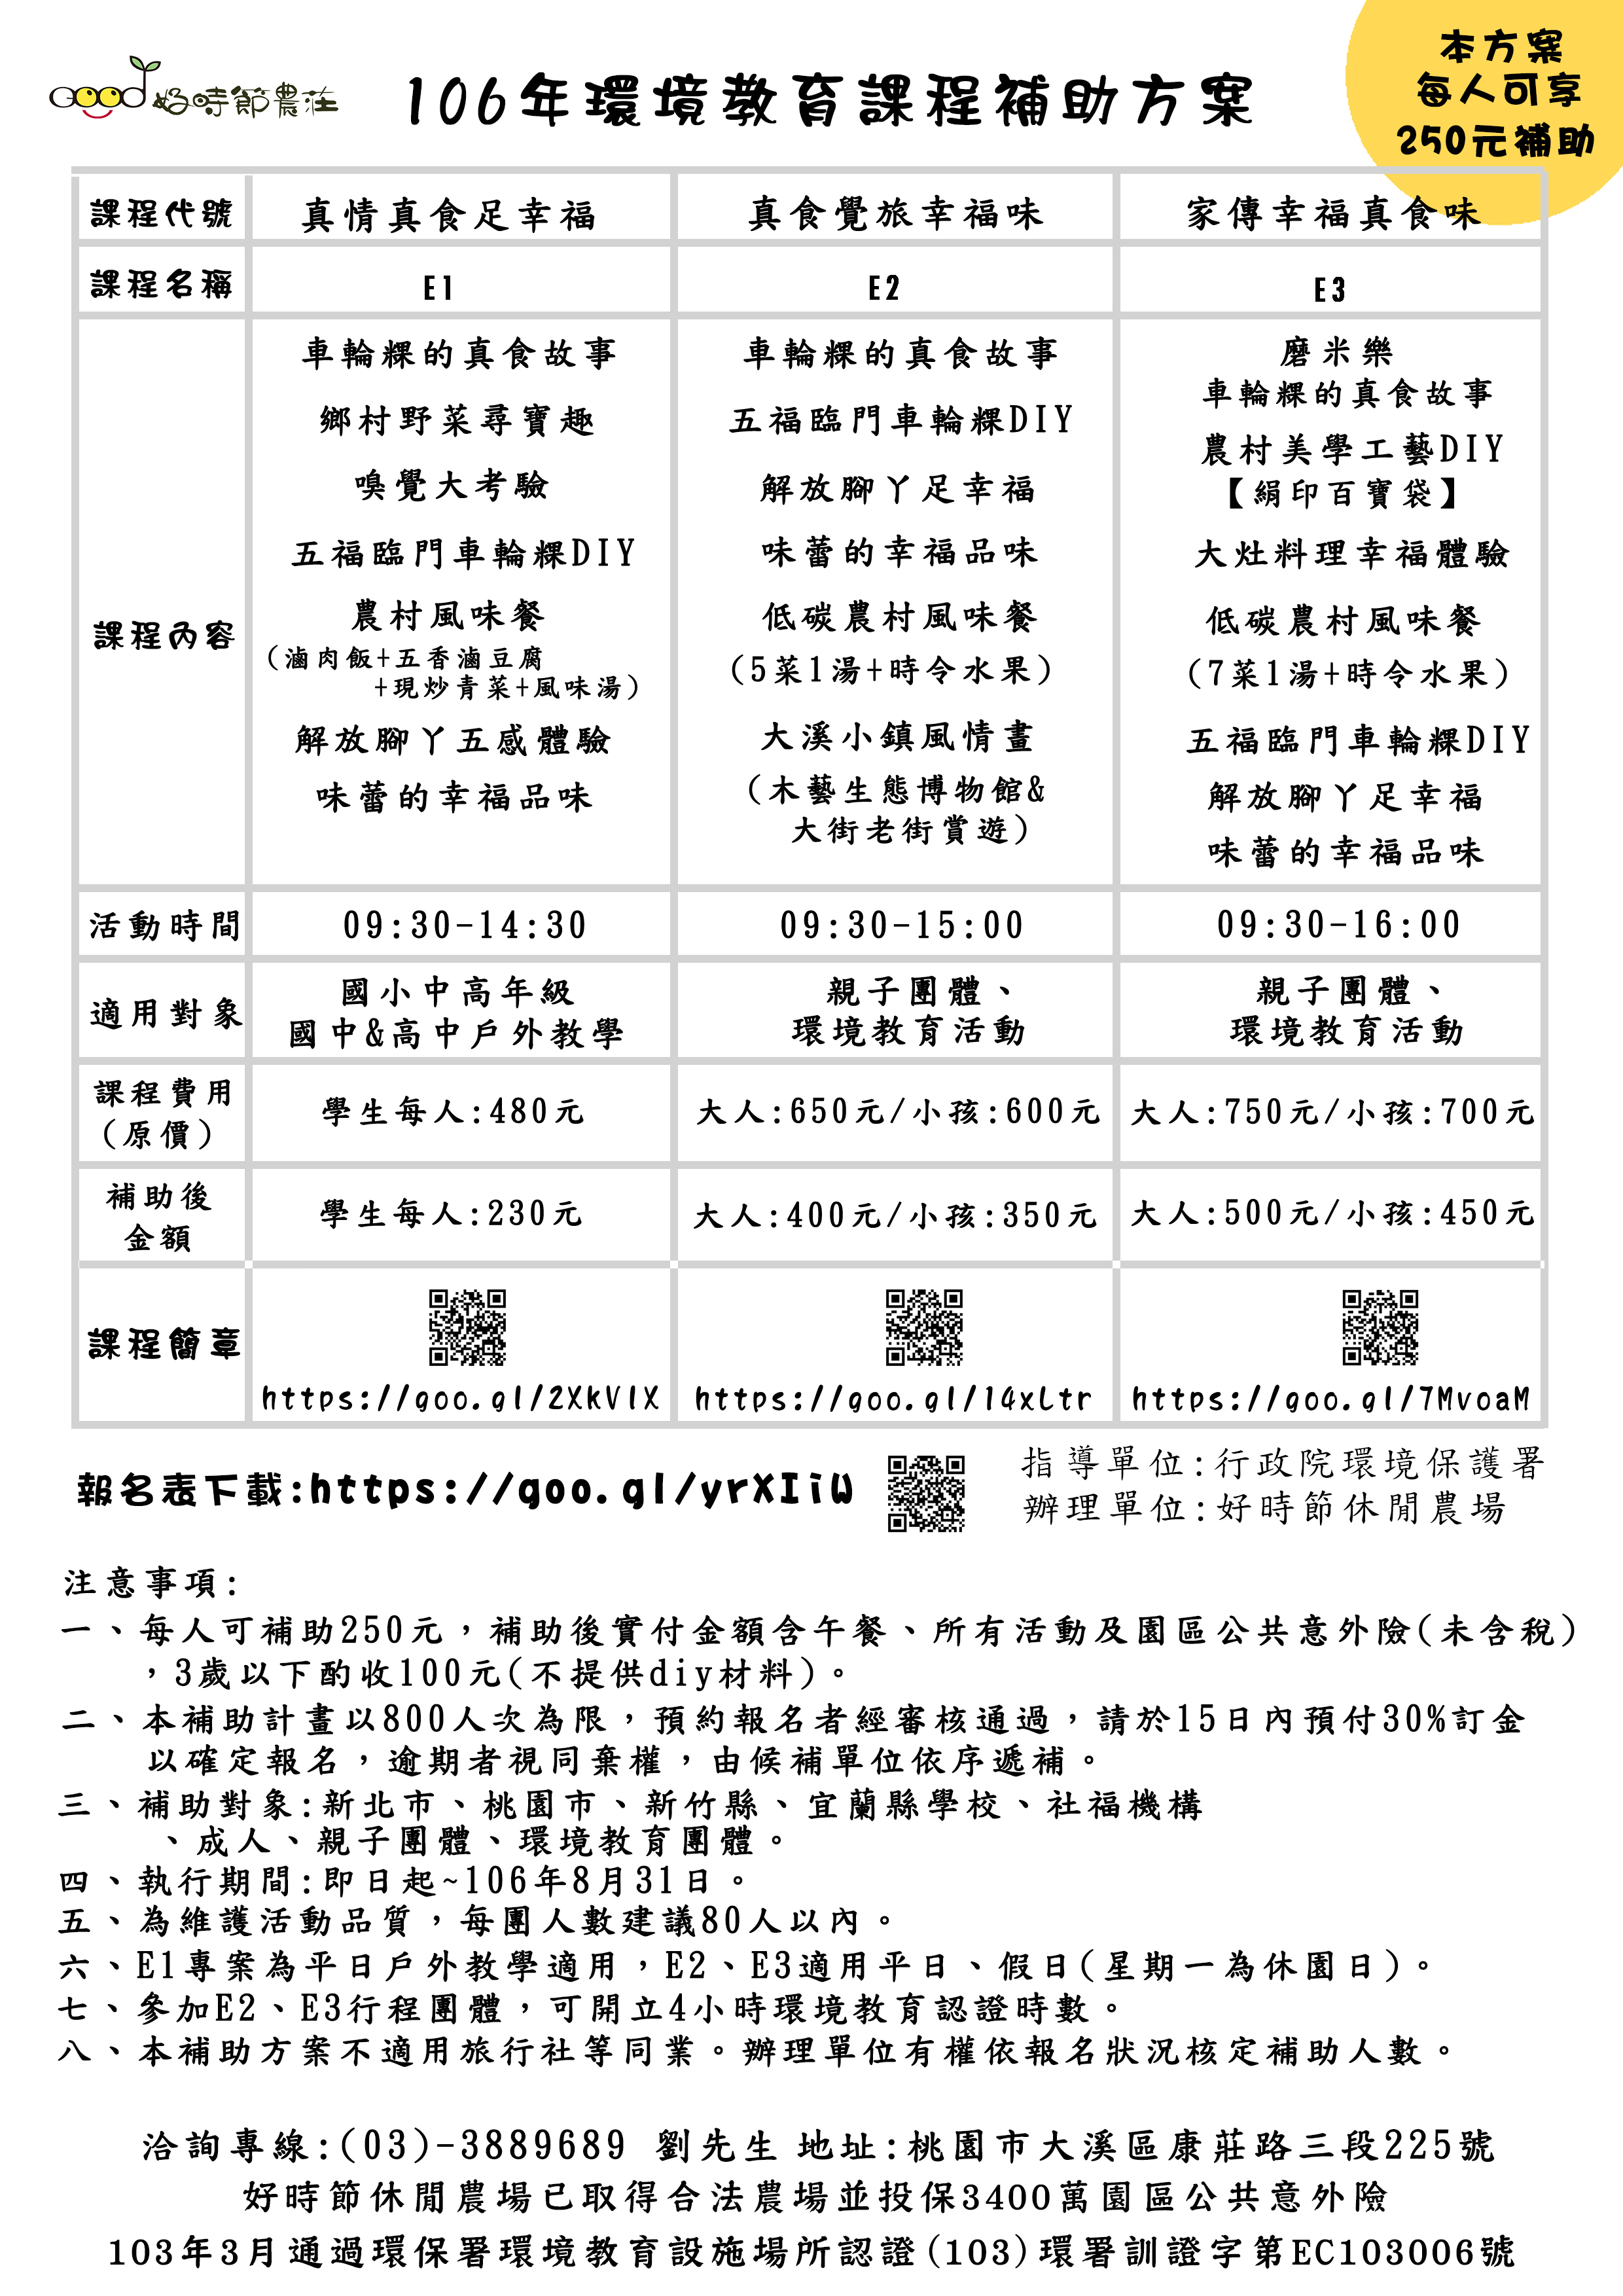 good 好時節農莊
106年環境教育課程補助方案
本方案
每人可享
250元補助
課程代號 真情真食足幸福 真食覺旅幸福味 家傳幸福真食味
課程名稱 E1 E2 E3
課程內容
車輪粿的真食故事
鄉村野菜尋寶趣
嗅覺大考驗
五福臨門車輪粿DIY
農村風味餐
(滷肉飯+五香滷豆腐
+現炒青菜+風味湯)
解放腳丫五感體驗
味蕾的幸福品味
車輪粿的真食故事
五福臨門車輪粿DIY
解放腳丫足幸福
味蕾的幸福品味
低碳農村風味餐
(5菜1湯+時令水果)
大溪小鎮風情畫
(木藝生態博物館&
大街老街賞遊)
磨米樂
車輪粿的真食故事
農村美學工藝DIY
【絹印百寶袋】
大灶料理幸福體驗
低碳農村風味餐
(7菜1湯+時令水果)
五福臨門車輪粿DIY
解放腳丫足幸福
味蕾的幸福品味
活動時間 09:30-14:30 09:30-15:00 09:30-16:00
適用對象
國小中高年級
國中&高中戶外教學
親子團體、
環境教育活動
親子團體、
環境教育活動
課程費用
(原價)
學生每人:480元 大人:650元/小孩:600元 大人:750元/小孩:700元
補助後
金額
學生每人:230元 大人:400元/小孩:350元 大人:500元/小孩:450元
課程簡章
https://goo.gl/2XkVlX https://goo.gl/14xLtr https://goo.gl/7MvoaM
報名表下載:https://goo.gl/yrXIiW
指導單位:行政院環境保護署
辦理單位:好時節休閒農場
注意事項:
一、每人可補助250元，補助後實付金額含午餐、所有活動及園區公共意外險(未含稅)
，3歲以下酌收100元(不提供diy材料)。
二、本補助計畫以800人次為限，預約報名者經審核通過，請於15日內預付30%訂金
以確定報名，逾期者視同棄權，由候補單位依序遞補。
三、補助對象:新北市、桃園市、新竹縣、宜蘭縣學校、社福機構
、成人、親子團體、環境教育團體。
四、執行期間:即日起~106年8月31日。
五、為維護活動品質，每團人數建議80人以內。
六、E1專案為平日戶外教學適用，E2、E3適用平日、假日(星期一為休園日)。
七、參加E2、E3行程團體，可開立4小時環境教育認證時數。
八、本補助方案不適用旅行社等同業。辦理單位有權依報名狀況核定補助人數。
洽詢專線:(03)-3889689 劉先生 地址:桃園市大溪區康莊路三段225號
好時節休閒農場已取得合法農場並投保3400萬園區公共意外險
103年3月通過環保署環境教育設施場所認證(103)環署訓證字第EC103006號